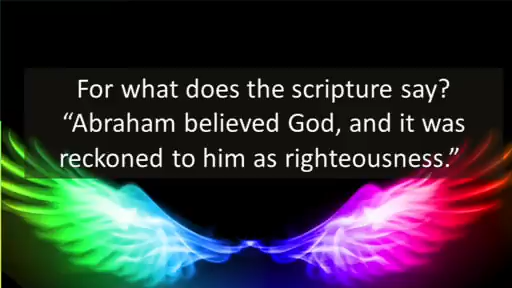 For what does the scripture say?
“Abraham believed God, and it was
reckoned to him as righteousness.”